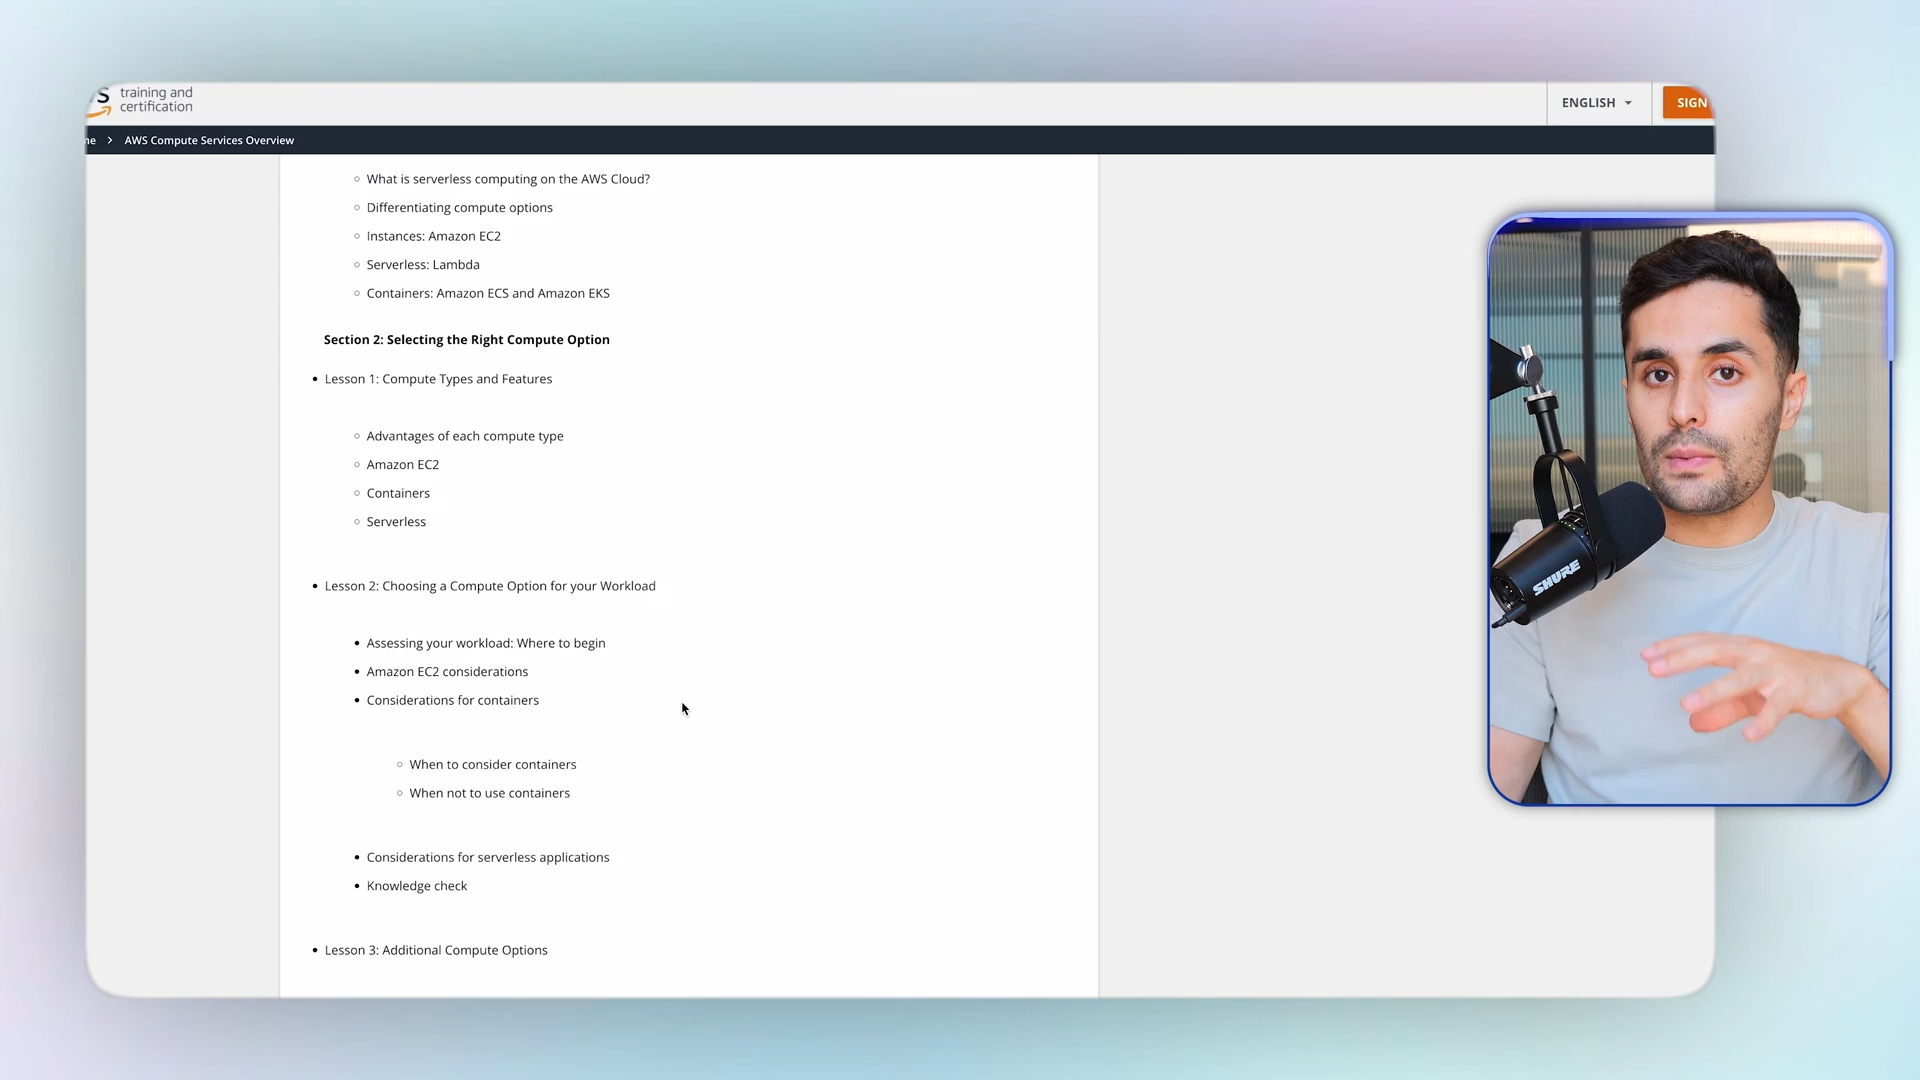 training and
certification
ENGLISH
SIGN
AWS Compute Services Overview
What is serverless computing on the AWS Cloud?
Differentiating compute options
Instances: Amazon EC2
Serverless: Lambda
Containers: Amazon ECS and Amazon EKS
Section 2: Selecting the Right Compute Option
Lesson 1: Compute Types and Features
Advantages of each compute type
Amazon EC2
Containers
Serverless
Lesson 2: Choosing a Compute Option for your Workload
Assessing your workload: Where to begin
Amazon EC2 considerations
Considerations for containers
When to consider containers
When not to use containers
Considerations for serverless applications
Knowledge check
Lesson 3: Additional Compute Options
SHURE